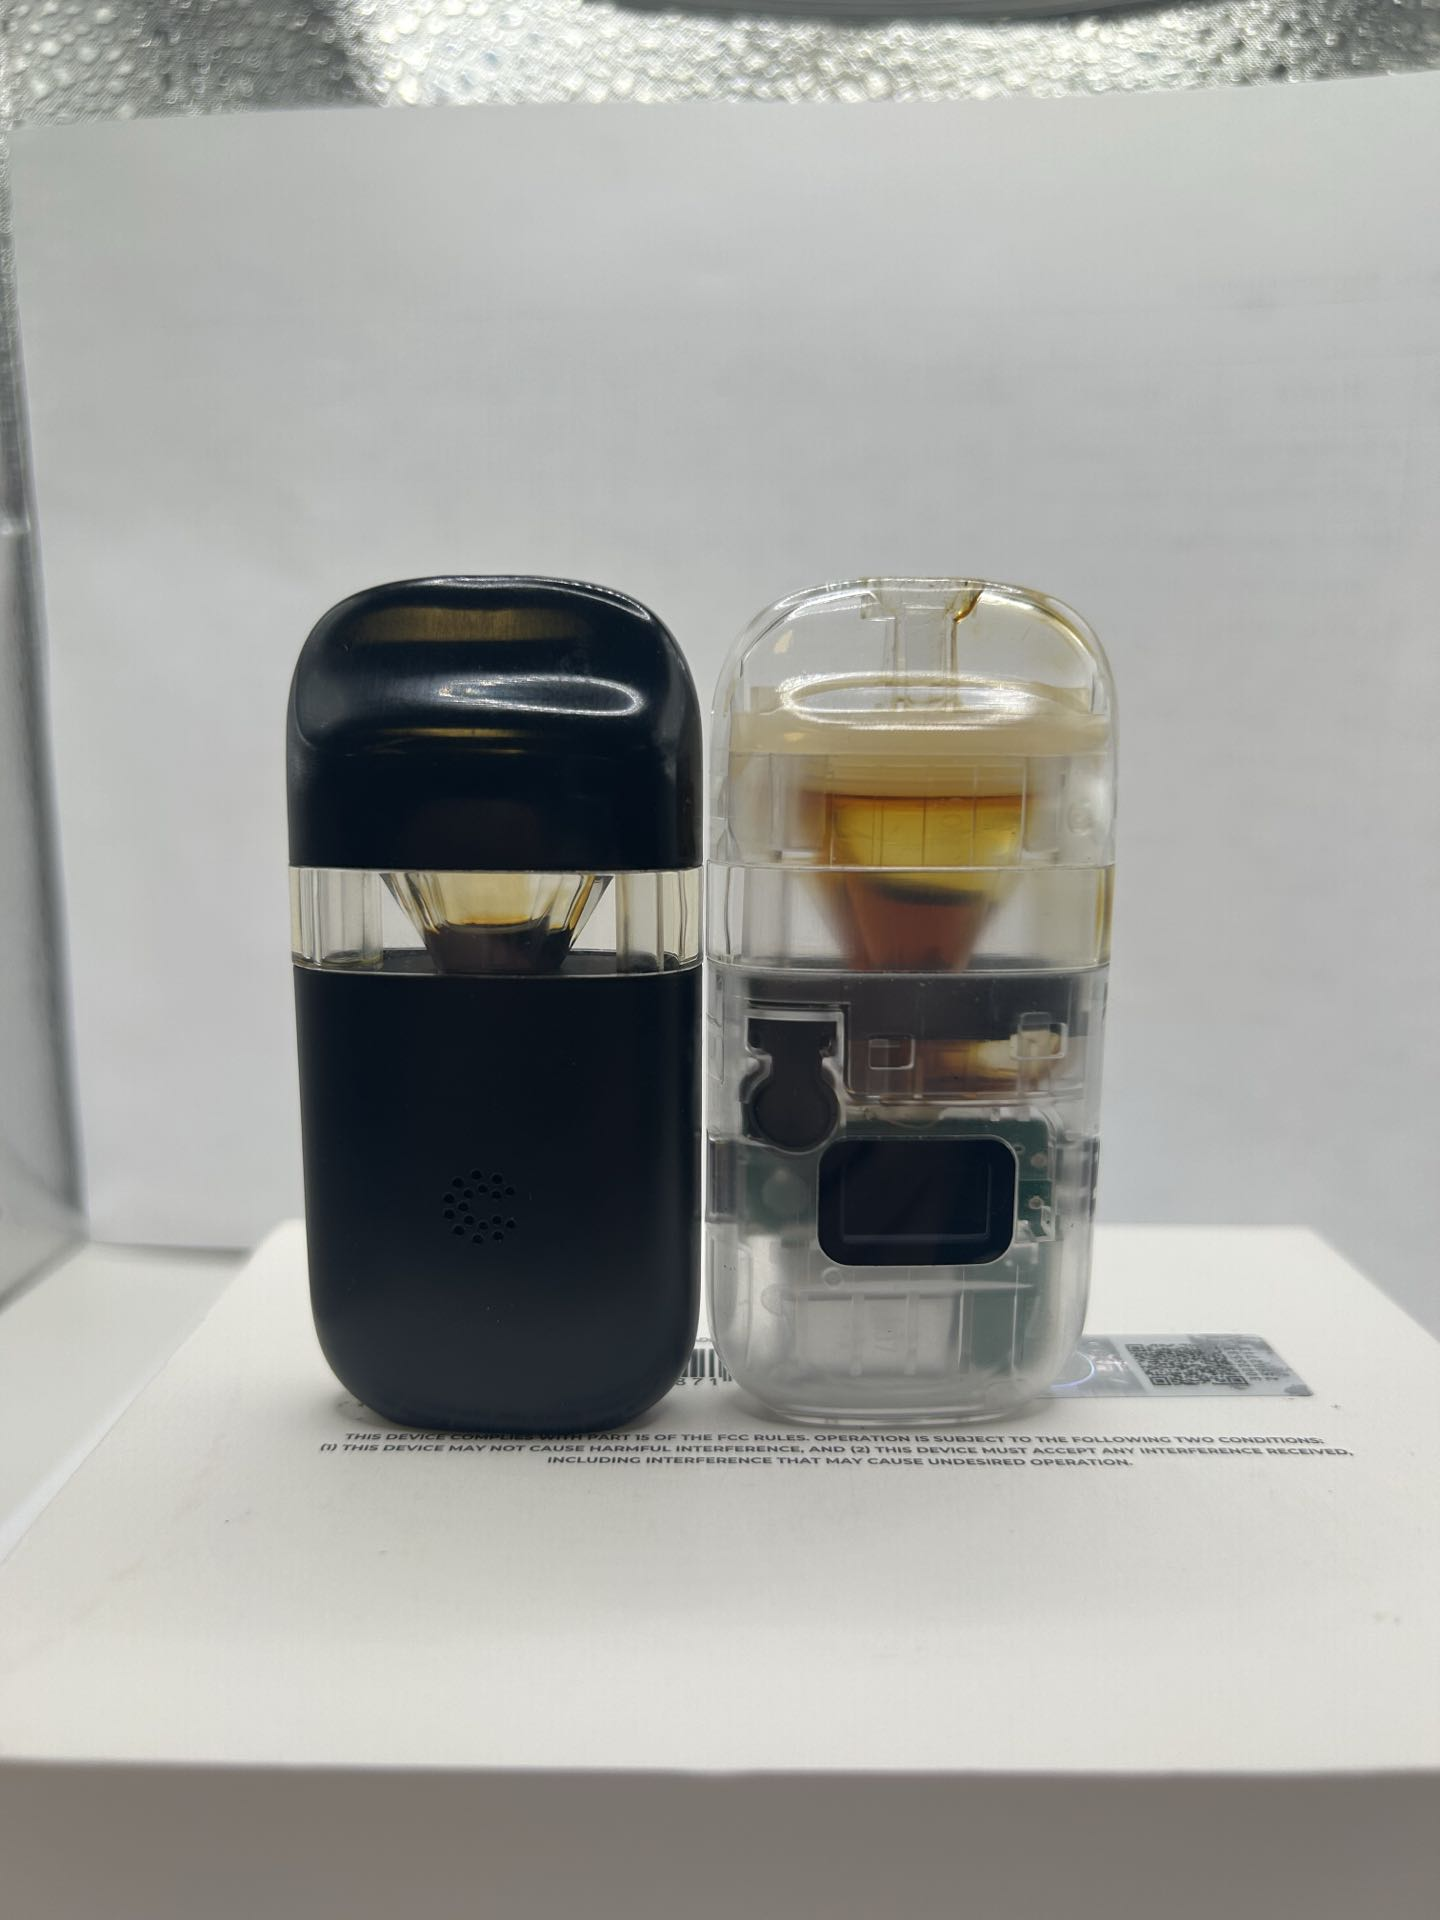 371
THIS DEVICE COMPLIES WITH PART 15 OF THE FCC RULES. OPERATION IS SUBJECT TO THE FOLLOWING TWO CONDITIONS:
(1) THIS DEVICE MAY NOT CAUSE HARMFUL INTERFERENCE, AND (2) THIS DEVICE MUST ACCEPT ANY INTERFERENCE RECEIVED,
INCLUDING INTERFERENCE THAT MAY CAUSE UNDESIRED OPERATION.